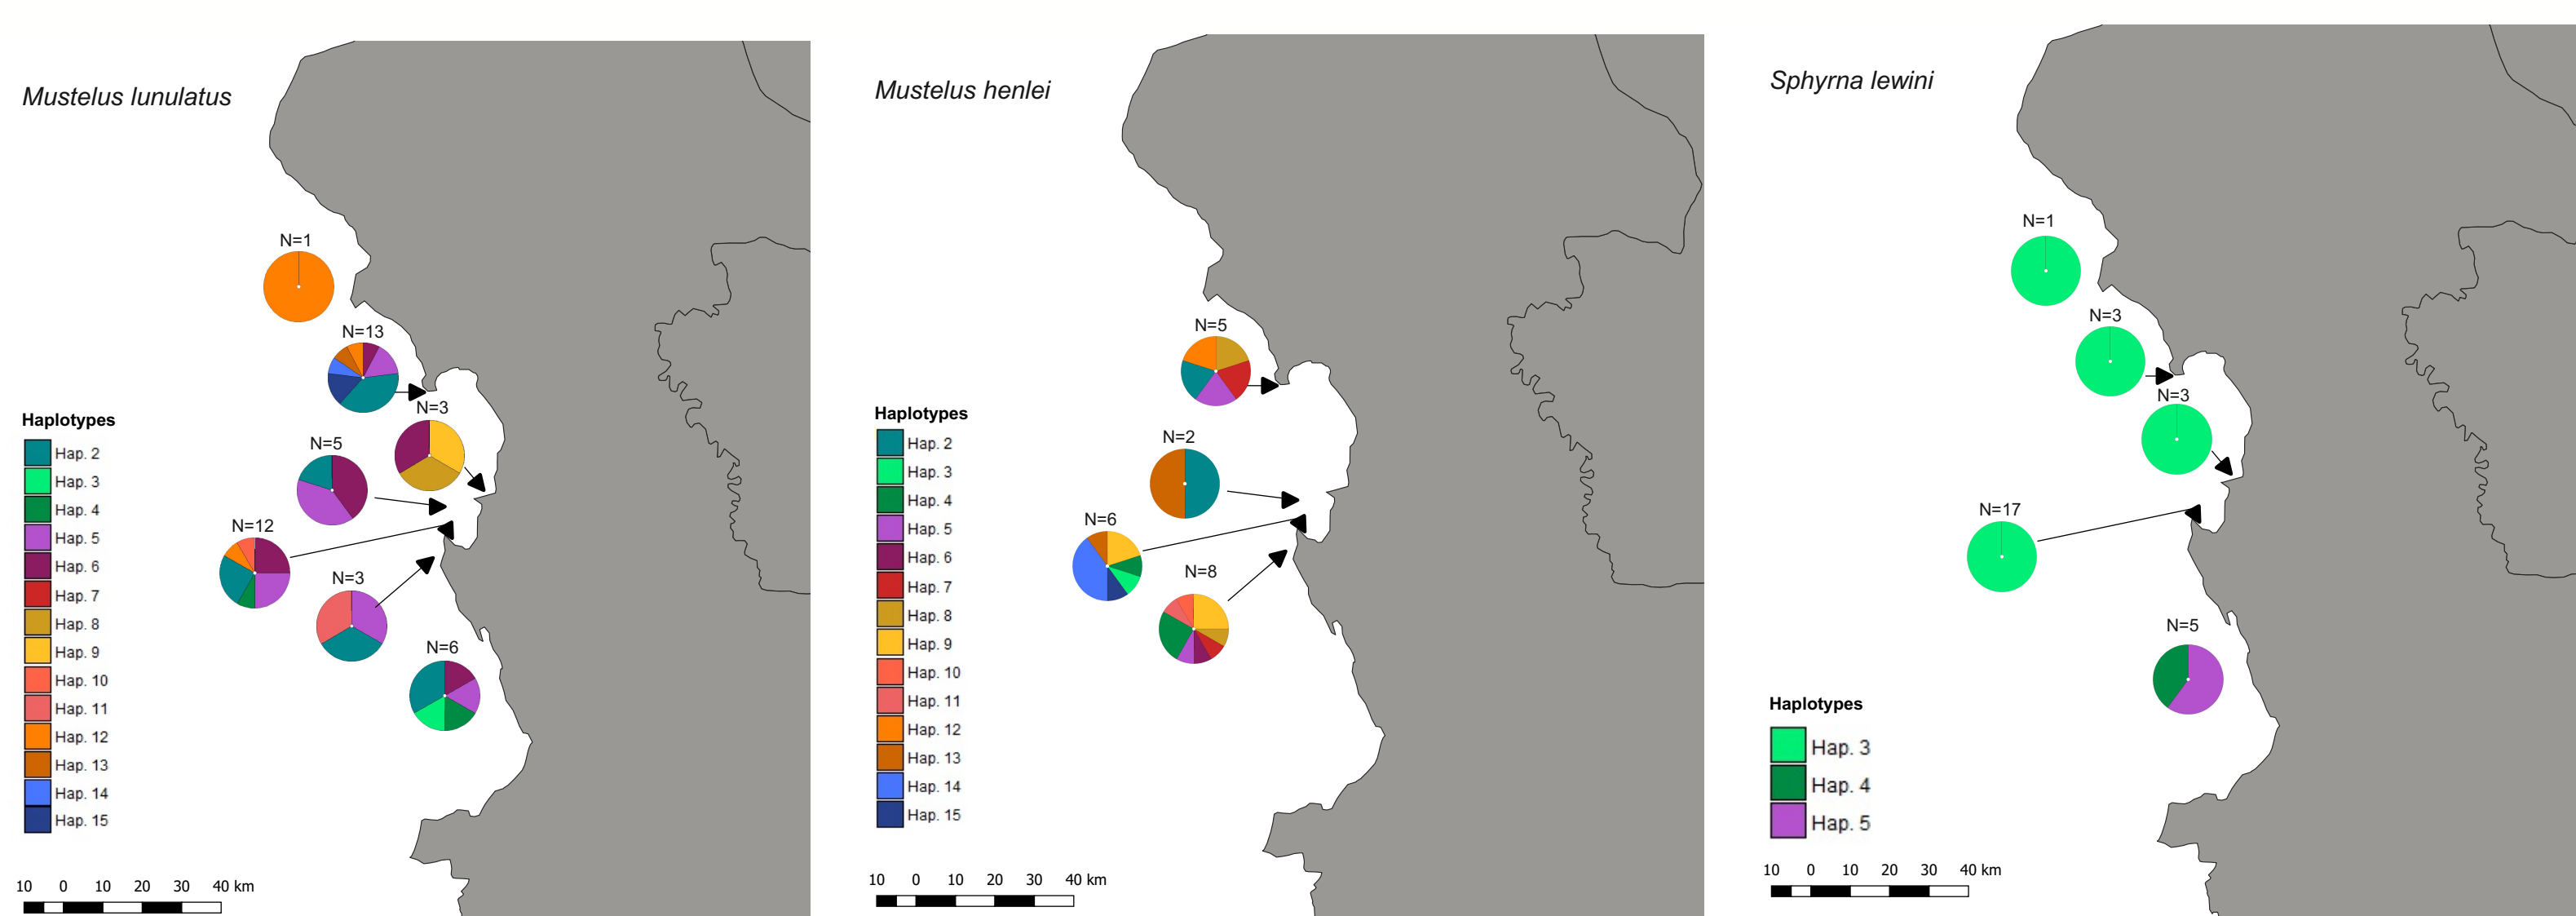 Mustelus lunulatus
N=1
N=13
N=3
N=5
N=12
N=3
N=6
Haplotypes
Hap. 2
Hap. 3
Hap. 4
Hap. 5
Hap. 6
Hap. 7
Hap. 8
Hap. 9
Hap. 10
Hap. 11
Hap. 12
Hap. 13
Hap. 14
Hap. 15
10 0 10 20 30 40 km
Mustelus henlei
N=5
N=2
N=6
N=8
Haplotypes
Hap. 2
Hap. 3
Hap. 4
Hap. 5
Hap. 6
Hap. 7
Hap. 8
Hap. 9
Hap. 10
Hap. 11
Hap. 12
Hap. 13
Hap. 14
Hap. 15
10 0 10 20 30 40 km
Sphyrna lewini
N=1
N=3
N=3
N=17
N=5
Haplotypes
Hap. 3
Hap. 4
Hap. 5
10 0 10 20 30 40 km